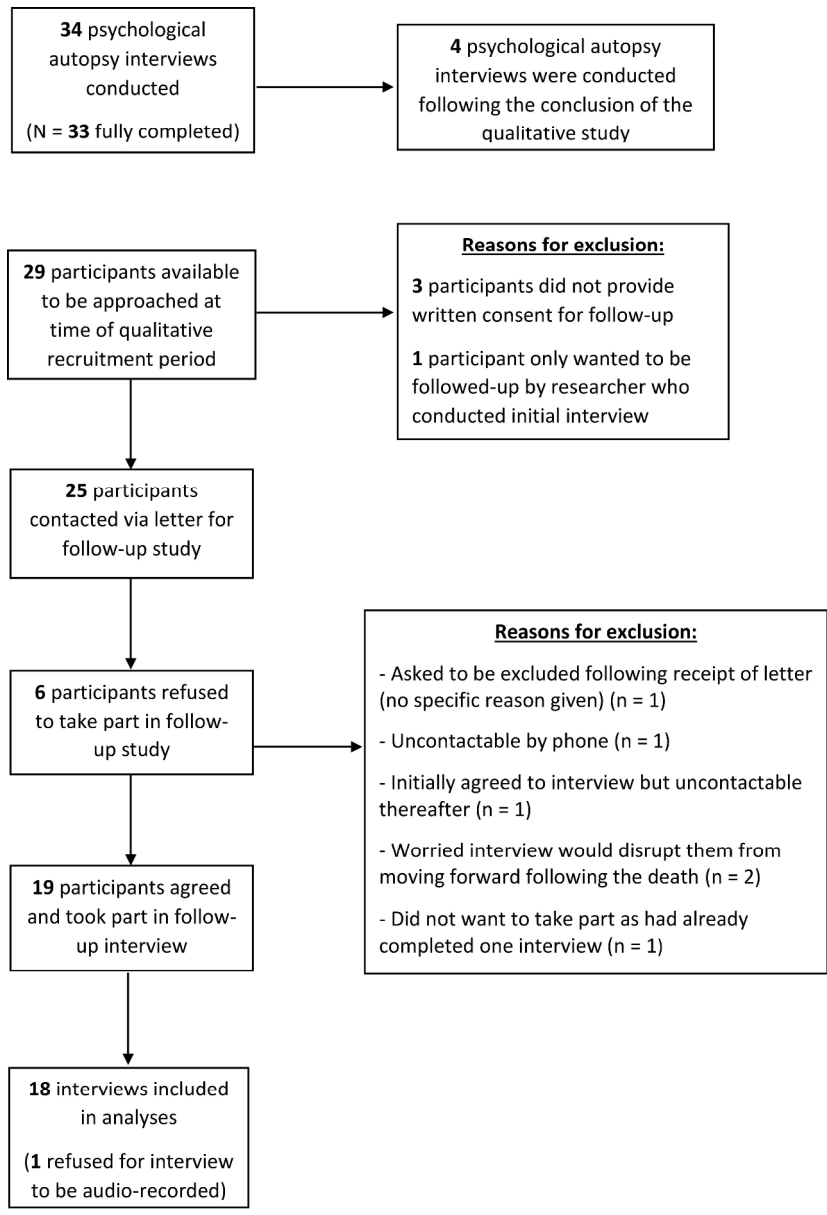 34 psychological
autopsy interviews
conducted
(N = 33 fully completed)
4 psychological autopsy
interviews were conducted
following the conclusion of the
qualitative study
29 participants available
to be approached at
time of qualitative
recruitment period
Reasons for exclusion:
3 participants did not provide
written consent for follow-up
1 participant only wanted to be
followed-up by researcher who
conducted initial interview
25 participants
contacted via letter for
follow-up study
6 participants refused
to take part in follow-
up study
Reasons for exclusion:
- Asked to be excluded following receipt of letter
(no specific reason given) (n = 1)
- Uncontactable by phone (n = 1)
- Initially agreed to interview but uncontactable
thereafter (n = 1)
- Worried interview would disrupt them from
moving forward following the death (n = 2)
- Did not want to take part as had already
completed one interview (n = 1)
19 participants agreed
and took part in follow-
up interview
18 interviews included
in analyses
(1 refused for interview
to be audio-recorded)